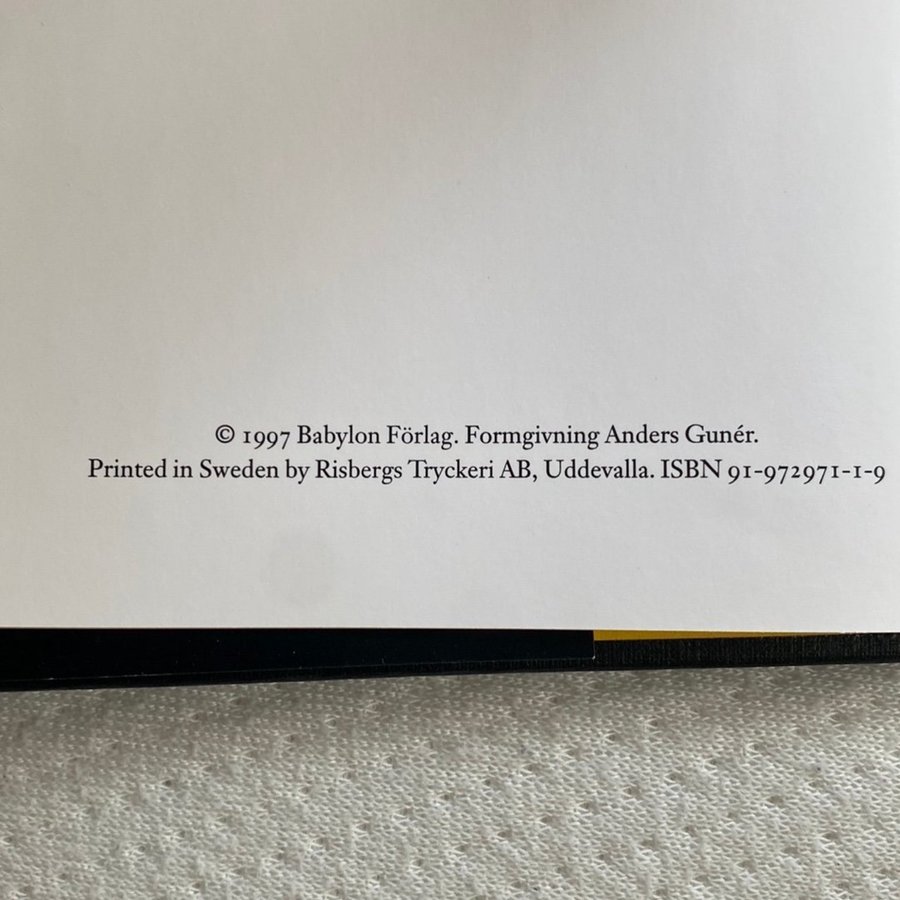 © 1997 Babylon Förlag. Formgivning Anders Gunér.
Printed in Sweden by Risbergs Tryckeri AB, Uddevalla. ISBN 91-972971-1-9